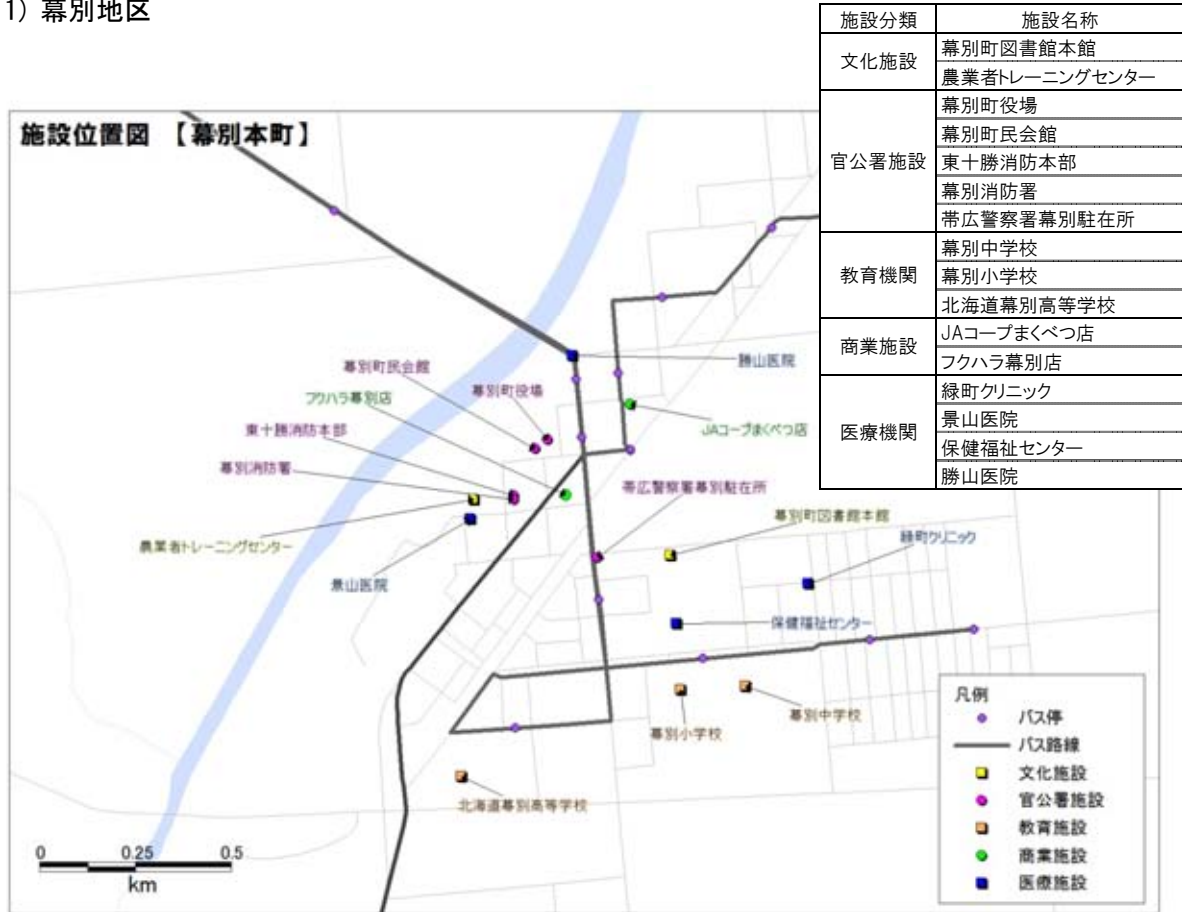 1) 幕別地区
施設分類 施設名称
文化施設
幕別町図書館本館
農業者トレーニングセンター
官公署施設
幕別町役場
幕別町民会館
東十勝消防本部
幕別消防署
帯広警察署幕別駐在所
教育機関
幕別中学校
幕別小学校
北海道幕別高等学校
商業施設
JAコープまくべつ店
フクハラ幕別店
医療機関
緑町クリニック
景山医院
保健福祉センター
勝山医院
施設位置図 【幕別本町】
勝山医院
幕別町民会館
幕別町役場
フクハラ幕別店
JAコープまくべつ店
東十勝消防本部
幕別消防署
帯広警察署幕別駐在所
幕別町図書館本館
緑町クリニック
農業者トレーニングセンター
景山医院
保健福祉センター
幕別中学校
幕別小学校
北海道幕別高等学校
凡例
バス停
バス路線
文化施設
官公署施設
教育施設
商業施設
医療施設
0 0.25 0.5
km